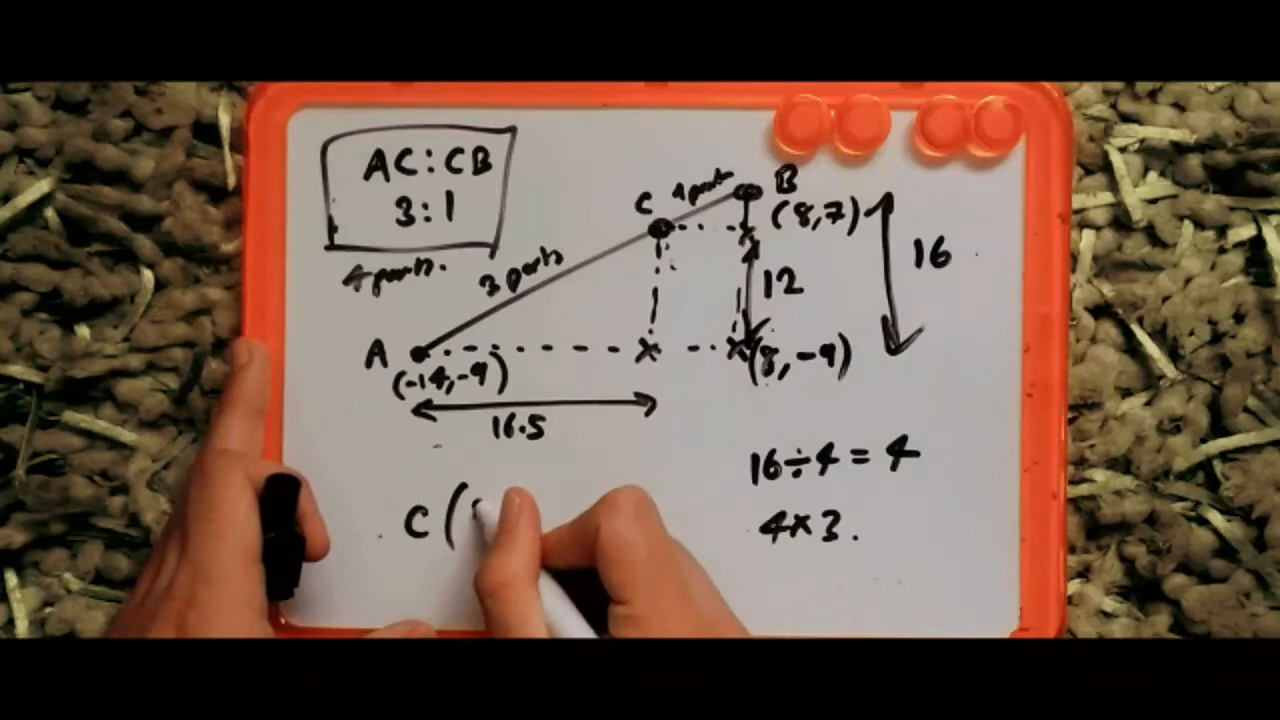 AC:CB
3:1
4 parts.
3 parts
C
1 parts
B
(8,7)
16
12
A
(-14,-9)
(8,-9)
16.5
16÷4=4
4×3.
C (